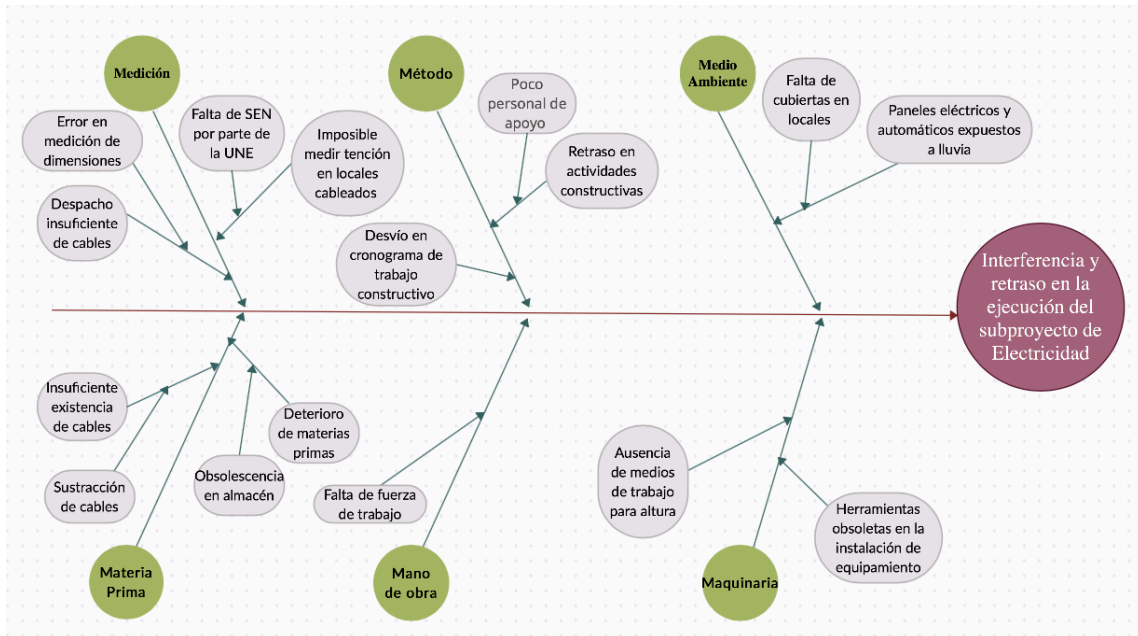 Medición
Método
Medio
Ambiente
Error en
medición de
dimensiones
Falta de SEN
por parte de
la UNE
Imposible
medir tención
en locales
cableados
Poco
personal de
apoyo
Retraso en
actividades
constructivas
Falta de
cubiertas en
locales
Paneles eléctricos y
automáticos expuestos
a lluvia
Despacho
insuficiente
de cables
Desvío en
cronograma de
trabajo
constructivo
Interferencia y
retraso en la
ejecución del
subproyecto de
Electricidad
Insuficiente
existencia
de cables
Deterioro
de materias
primas
Sustracción
de cables
Obsolescencia
en almacén
Falta de fuerza
de trabajo
Ausencia
de medios
de trabajo
para altura
Herramientas
obsoletas en la
instalación de
equipamiento
Materia
Prima
Mano
de obra
Maquinaria